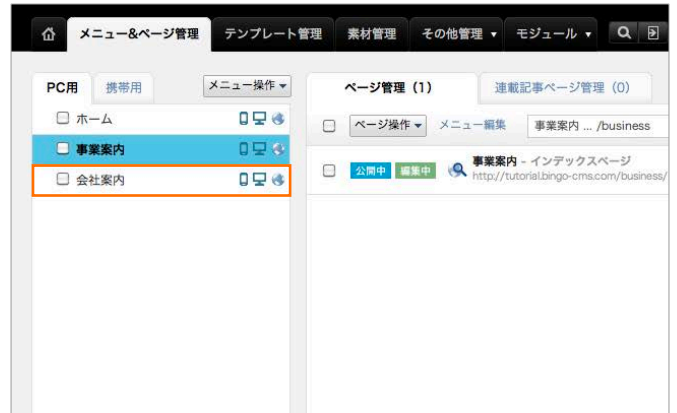 メニュー&ページ管理 テンプレート管理 素材管理 その他管理 ▼ モジュール ▼
PC用 携帯用 メニュー操作 ▼ ページ管理 (1) 連載記事ページ管理 (0)
ホーム
ページ操作 ▼ メニュー編集 事業案内 ... /business
事業案内
公開中 編集中 事業案内 - インデックスページ
http://tutorial.bingo-cms.com/business/
会社案内